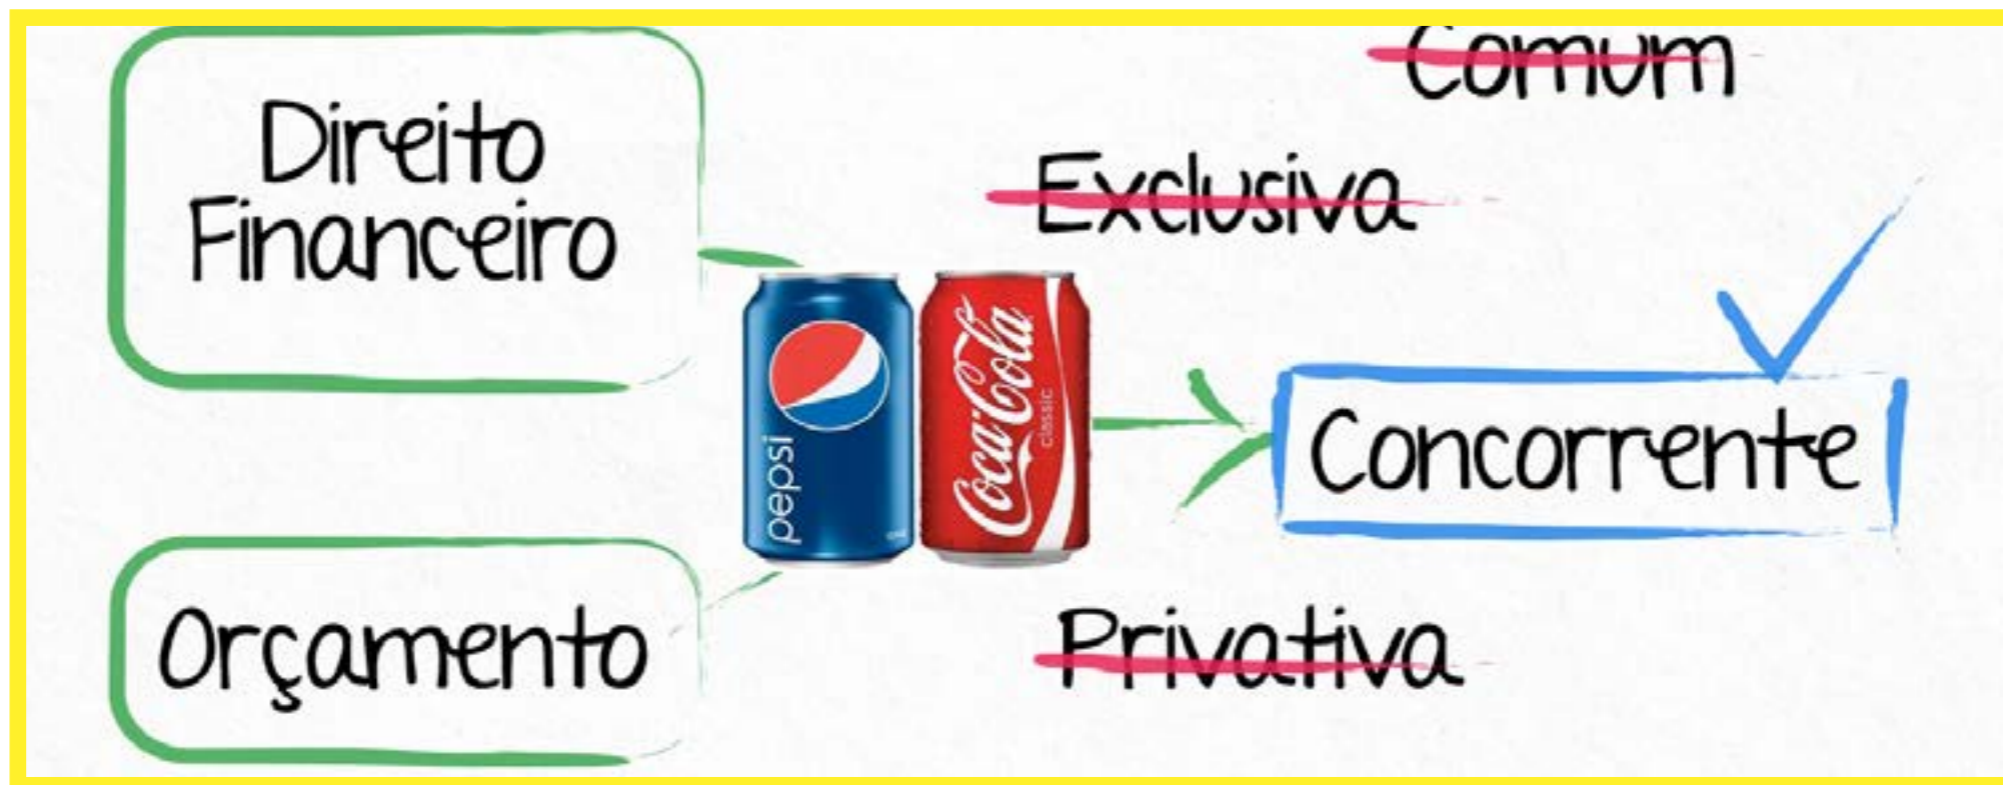 Comum
Direito
Financeiro
Exclusiva
pepsi
Coca-Cola
classic
Concorrente
Orçamento
Privativa